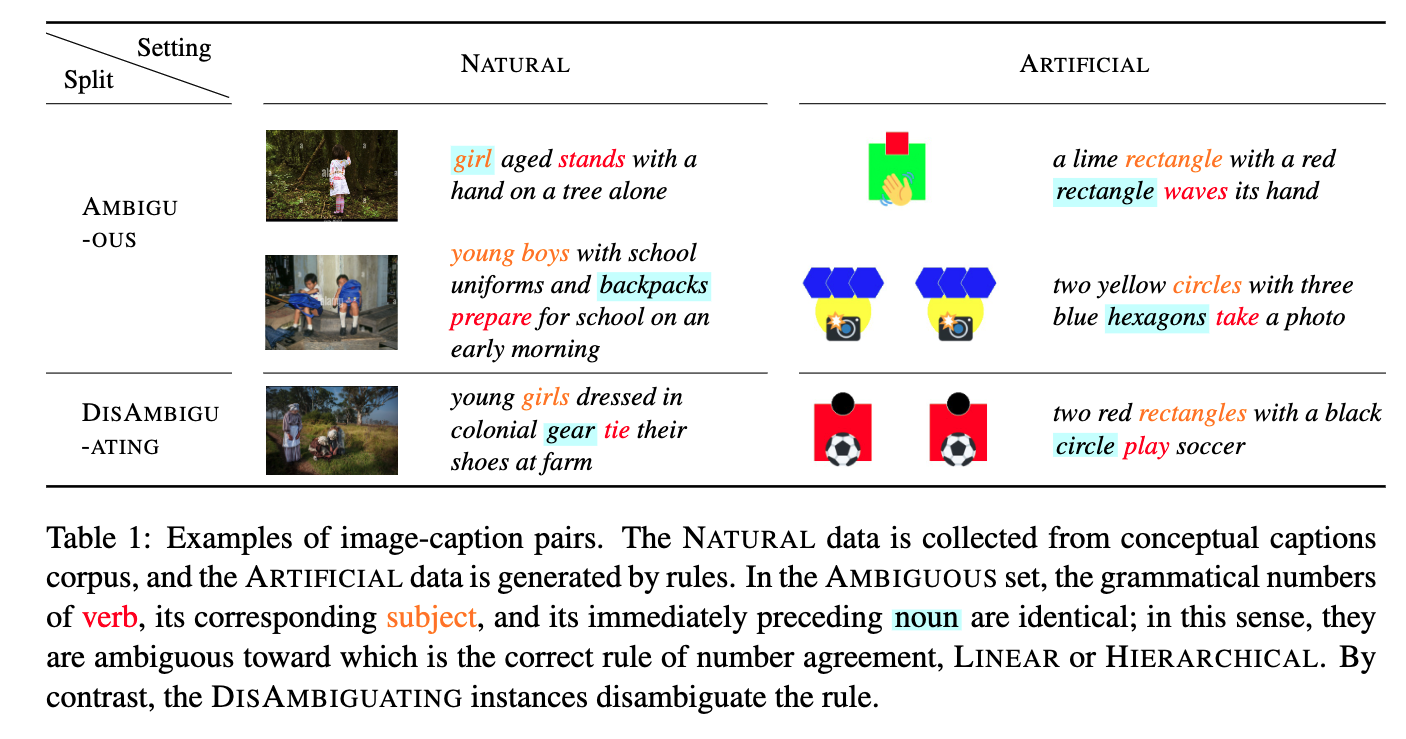 Setting
Split
NATURAL
ARTIFICIAL
AMBIGU
-OUS
girl aged stands with a
hand on a tree alone
a lime rectangle with a red
rectangle waves its hand
young boys with school
uniforms and backpacks
prepare for school on an
early morning
two yellow circles with three
blue hexagons take a photo
DISAMBIGU
-ATING
young girls dressed in
colonial gear tie their
shoes at farm
two red rectangles with a black
circle play soccer
Table 1: Examples of image-caption pairs. The NATURAL data is collected from conceptual captions
corpus, and the ARTIFICIAL data is generated by rules. In the AMBIGUOUS set, the grammatical numbers
of verb, its corresponding subject, and its immediately preceding noun are identical; in this sense, they
are ambiguous toward which is the correct rule of number agreement, LINEAR or HIERARCHICAL. By
contrast, the DISAMBIGUATING instances disambiguate the rule.